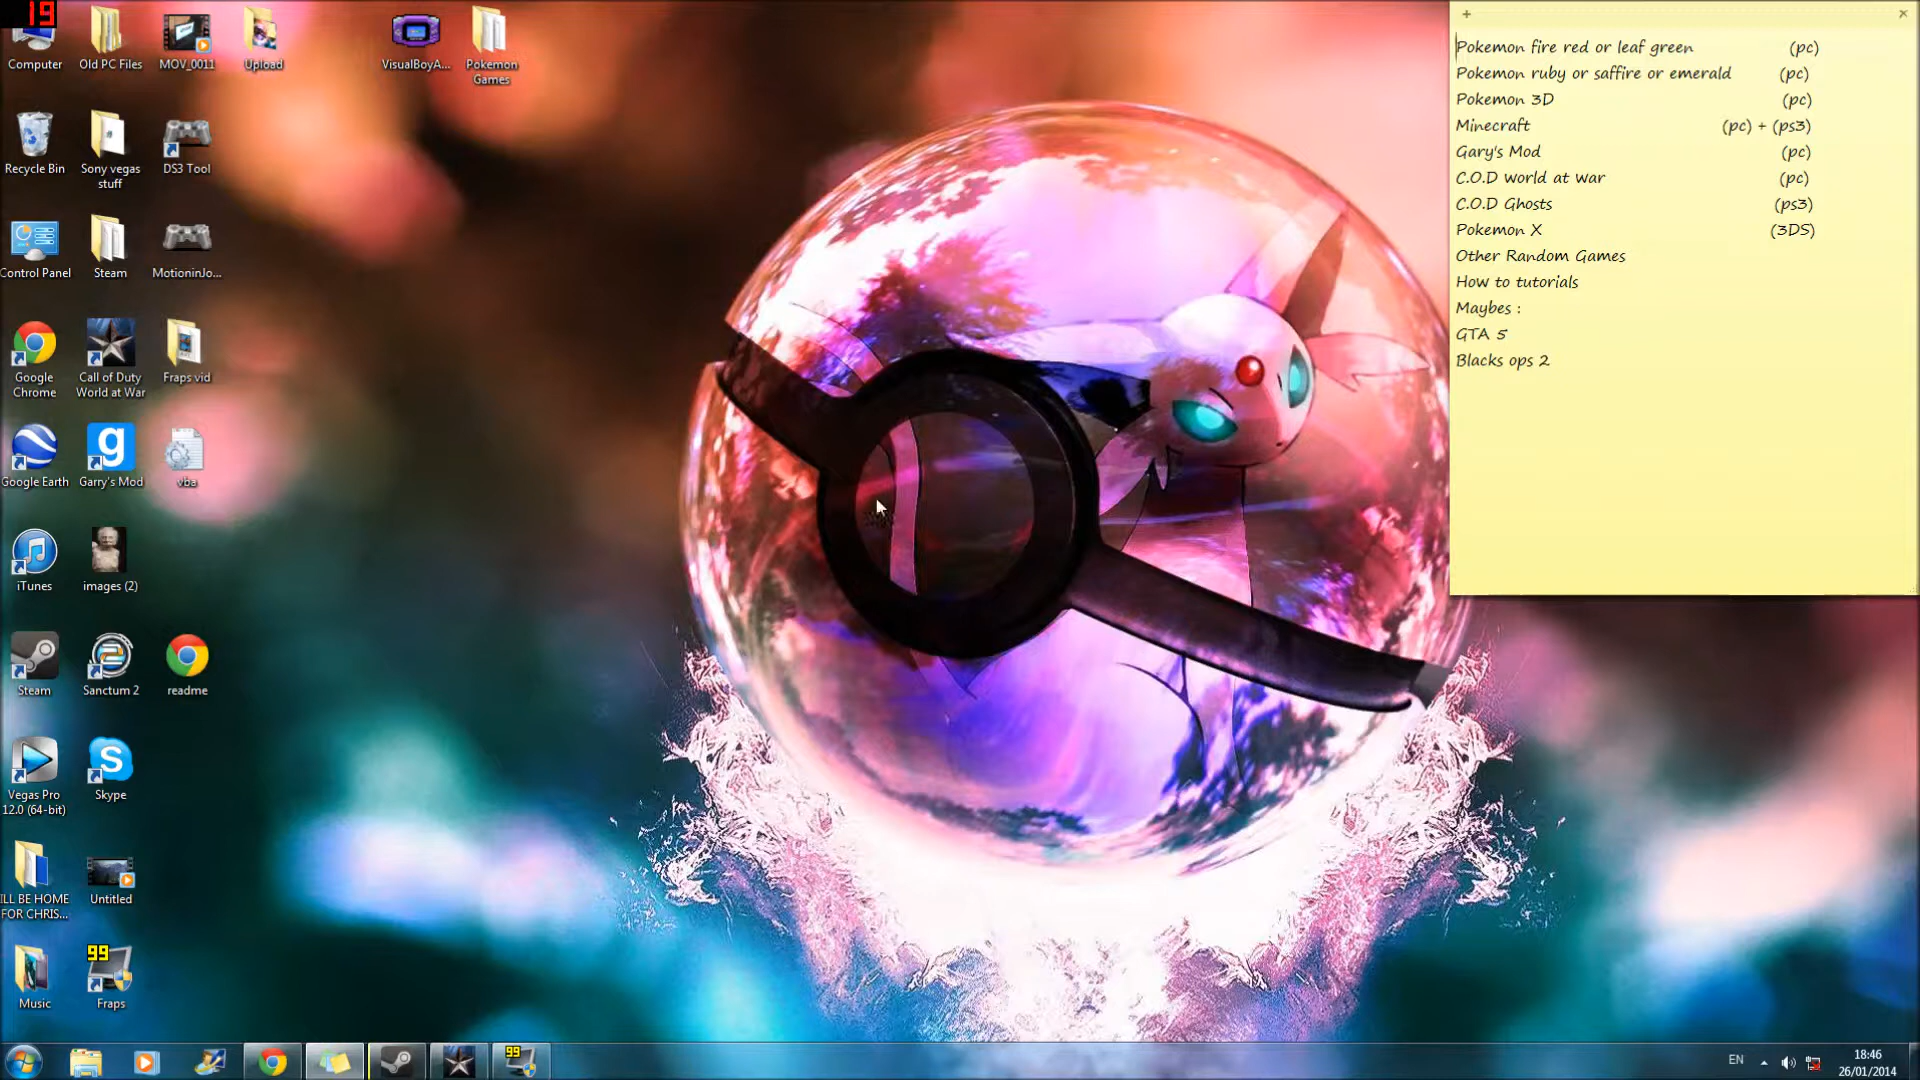 19
Computer
Old PC Files
MOV_0011
Upload
VisualBoyA...
Pokemon
Games
Recycle Bin
Sony vegas
stuff
DS3 Tool
Control Panel
Steam
MotioninJo...
Google
Chrome
Call of Duty
World at War
Fraps vid
Google Earth
Garry's Mod
vba
iTunes
images (2)
Steam
Sanctum 2
readme
Vegas Pro
12.0 (64-bit)
Skype
ILL BE HOME
FOR CHRIS...
Untitled
Music
99
Fraps
+
Pokemon fire red or leaf green (pc)
Pokemon ruby or saffire or emerald (pc)
Pokemon 3D (pc)
Minecraft (pc) + (ps3)
Gary's Mod (pc)
C.O.D world at war (pc)
C.O.D Ghosts (ps3)
Pokemon X (3DS)
Other Random Games
How to tutorials
Maybes :
GTA 5
Blacks ops 2
99
EN
18:46
26/01/2014